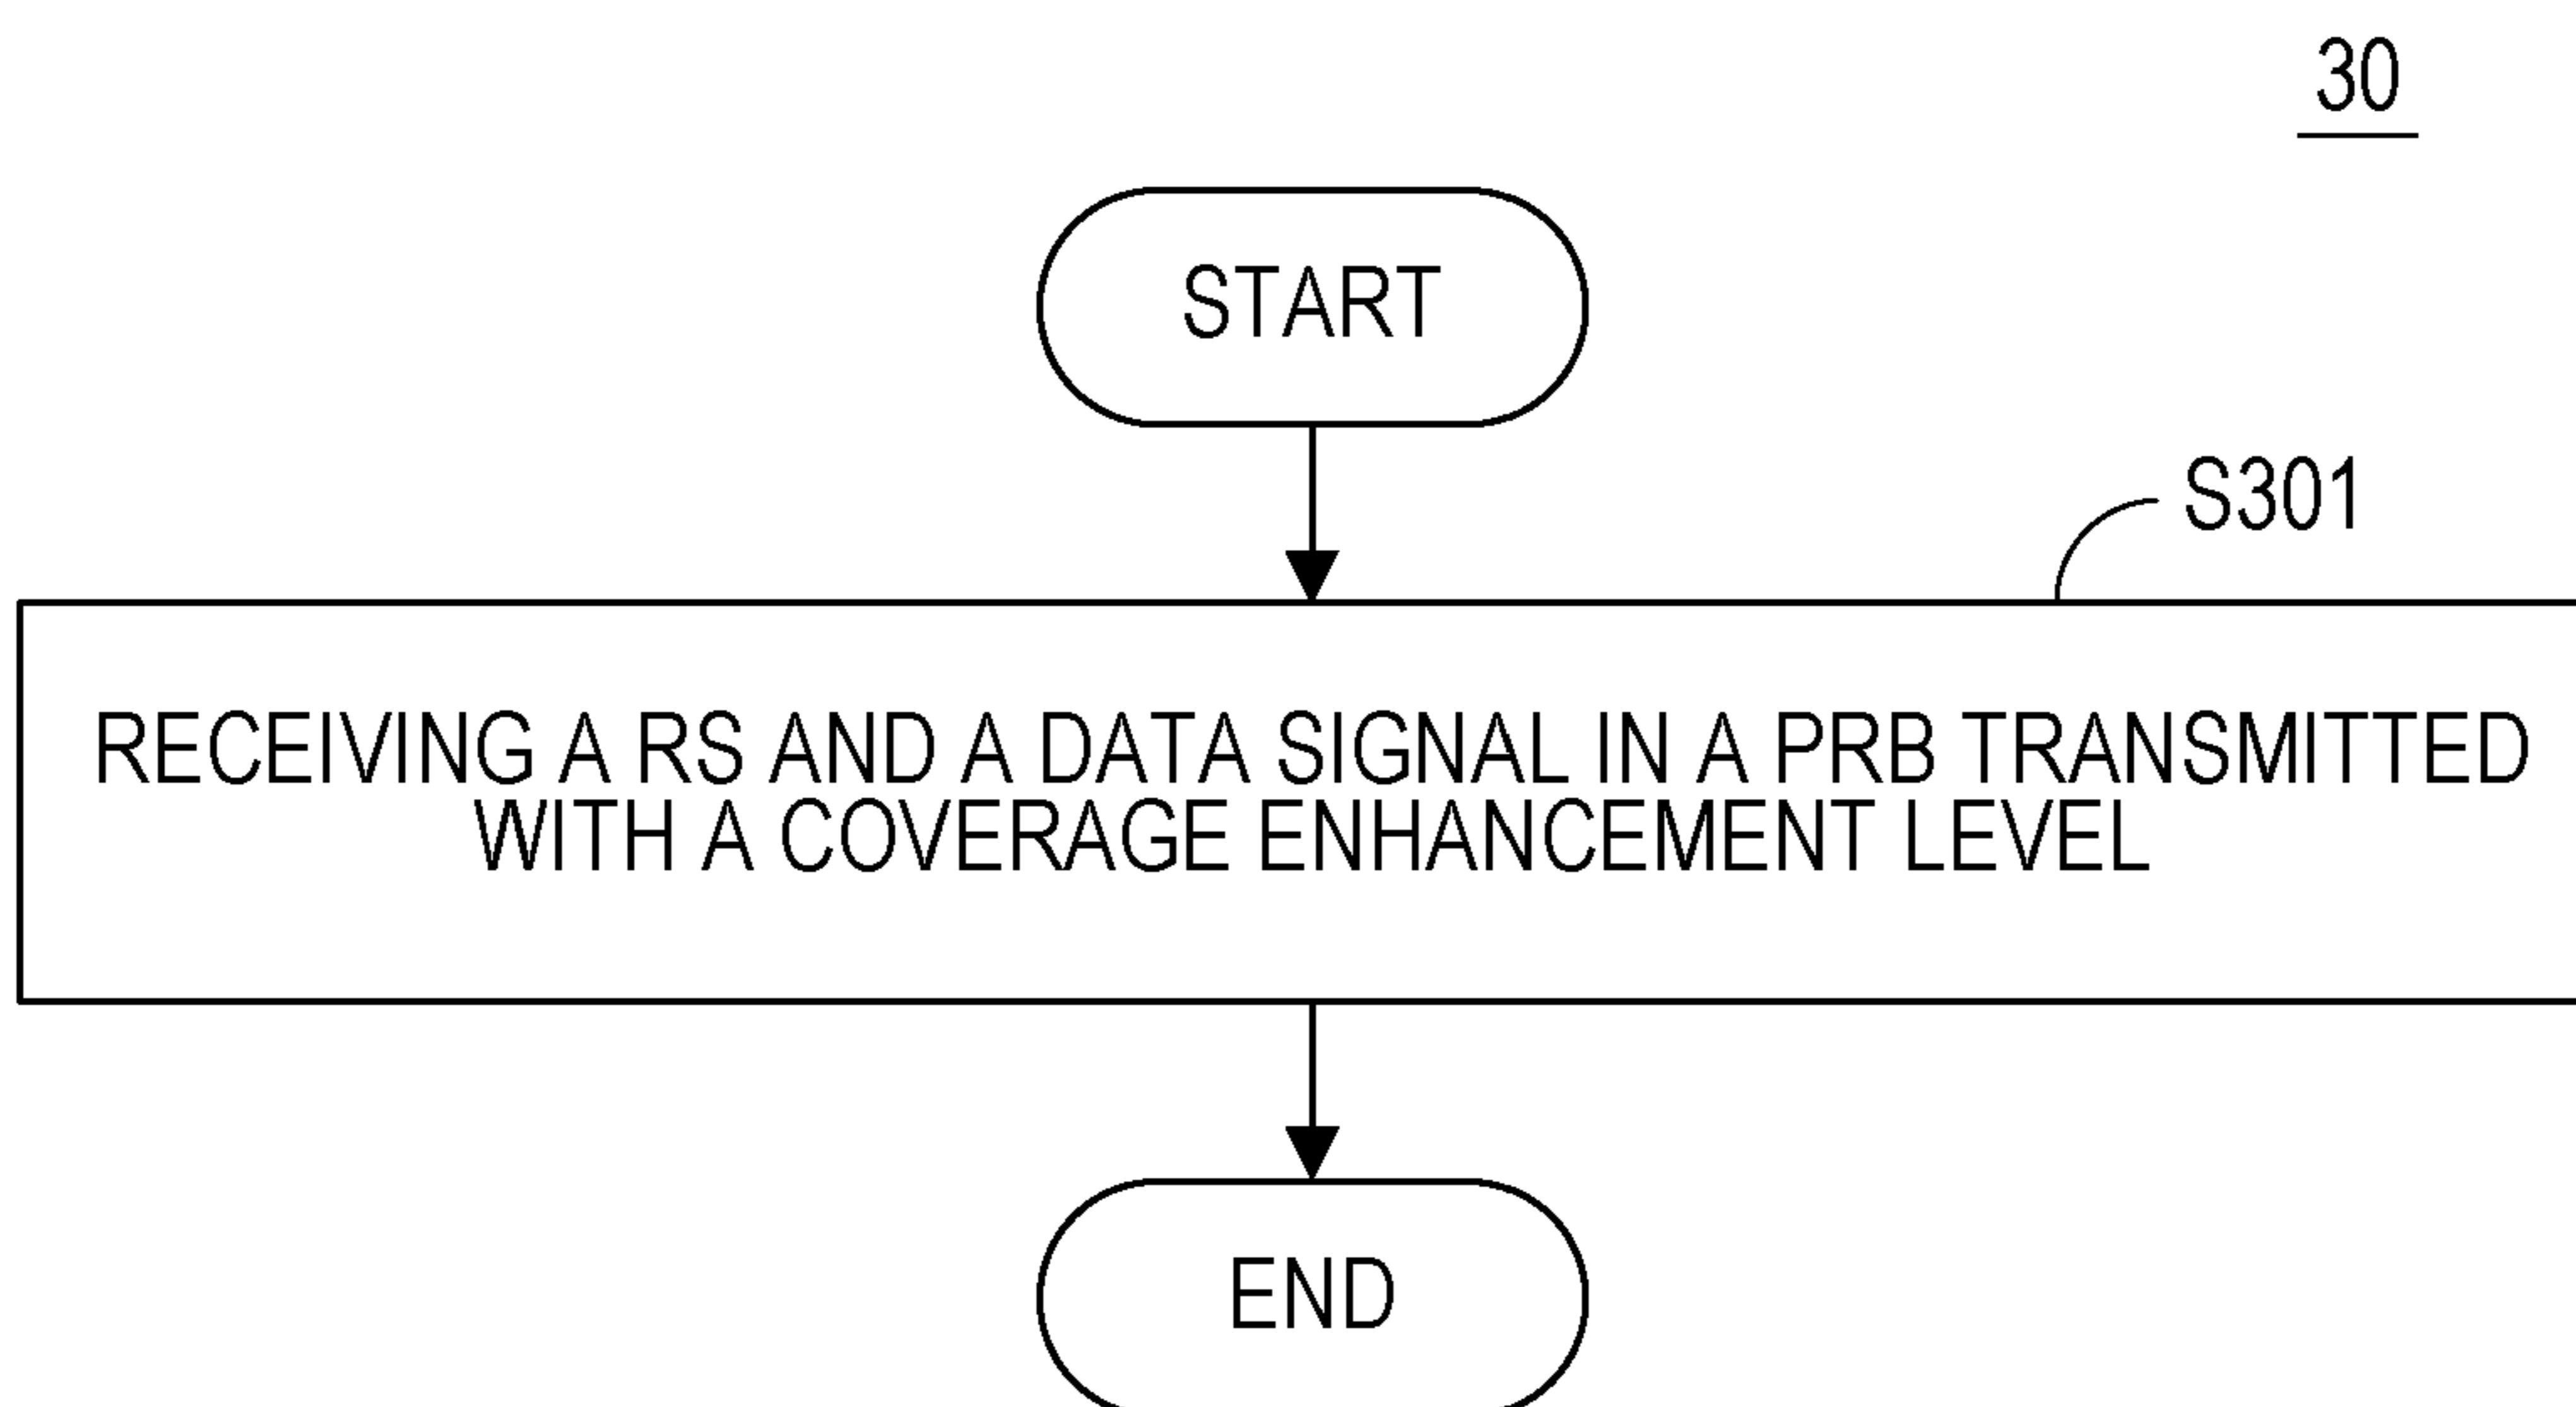 30
START
S301
RECEIVING A RS AND A DATA SIGNAL IN A PRB TRANSMITTED
WITH A COVERAGE ENHANCEMENT LEVEL
END